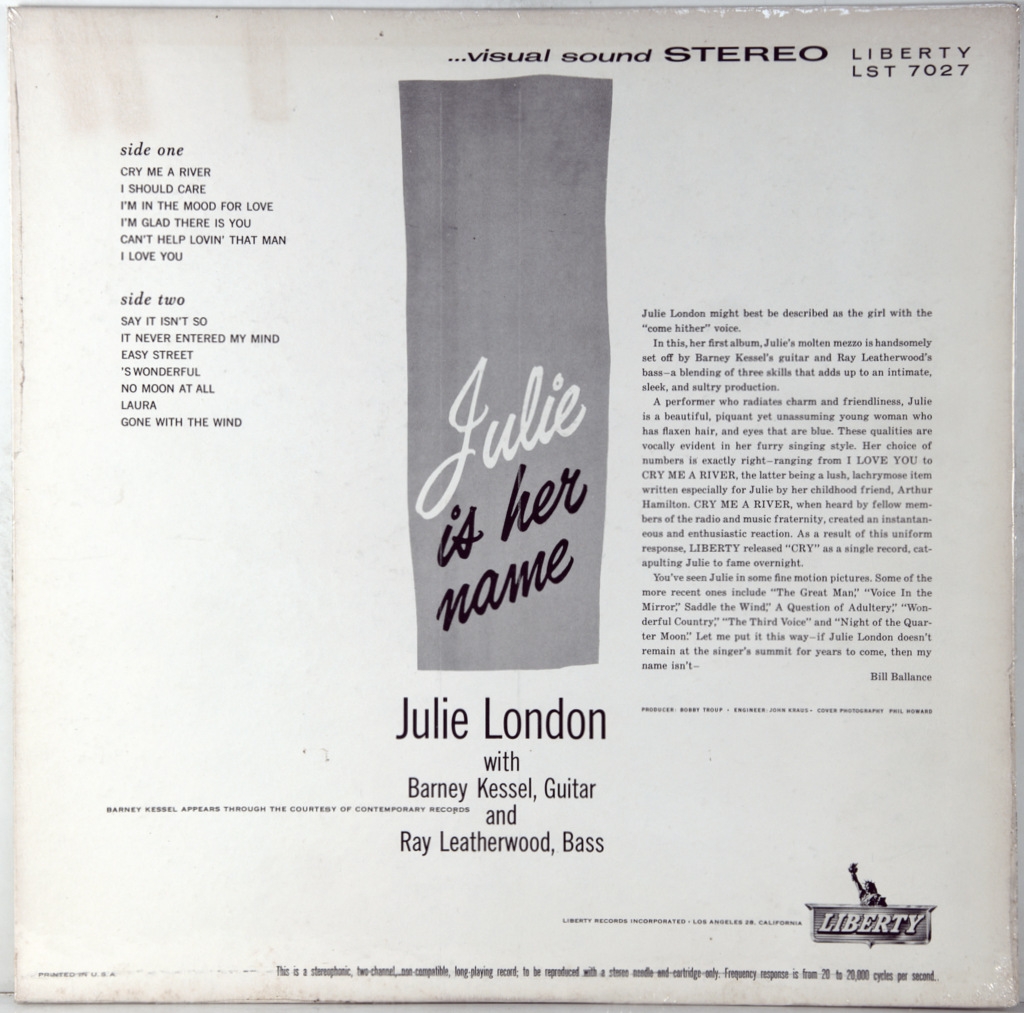 ...visual sound STEREO
LIBERTY
LST 7027
side one
CRY ME A RIVER
I SHOULD CARE
I'M IN THE MOOD FOR LOVE
I'M GLAD THERE IS YOU
CAN'T HELP LOVIN' THAT MAN
I LOVE YOU
side two
SAY IT ISN'T SO
IT NEVER ENTERED MY MIND
EASY STREET
'S WONDERFUL
NO MOON AT ALL
LAURA
GONE WITH THE WIND
Julie
is her
name
Julie London might best be described as the girl with the
"come hither" voice.
In this, her first album, Julie's molten mezzo is handsomely
set off by Barney Kessel's guitar and Ray Leatherwood's
bass—a blending of three skills that adds up to an intimate,
sleek, and sultry production.
A performer who radiates charm and friendliness, Julie
is a beautiful, piquant yet unassuming young woman who
has flaxen hair, and eyes that are blue. These qualities are
vocally evident in her furry singing style. Her choice of
numbers is exactly right—ranging from I LOVE YOU to
CRY ME A RIVER, the latter being a lush, lachrymose item
written especially for Julie by her childhood friend, Arthur
Hamilton. CRY ME A RIVER, when heard by fellow mem-
bers of the radio and music fraternity, created an instantan-
eous and enthusiastic reaction. As a result of this uniform
response, LIBERTY released "CRY" as a single record, cat-
apulting Julie to fame overnight.
You've seen Julie in some fine motion pictures. Some of the
more recent ones include "The Great Man," "Voice In the
Mirror," Saddle the Wind," A Question of Adultery," "Won-
derful Country," "The Third Voice" and "Night of the Quar-
ter Moon." Let me put it this way—if Julie London doesn't
remain at the singer's summit for years to come, then my
name isn't—
Bill Ballance
PRODUCER: BOBBY TROUP • ENGINEER: JOHN KRAUS • COVER PHOTOGRAPHY PHIL HOWARD
Julie London
with
Barney Kessel, Guitar
and
Ray Leatherwood, Bass
BARNEY KESSEL APPEARS THROUGH THE COURTESY OF CONTEMPORARY RECORDS
LIBERTY RECORDS INCORPORATED • LOS ANGELES 28, CALIFORNIA
LIBERTY
PRINTED IN U.S.A
This is a stereophonic, two-channel, non-compatible, long-playing record; to be reproduced with a stereo needle and cartridge only. Frequency response is from 20 to 20,000 cycles per second.